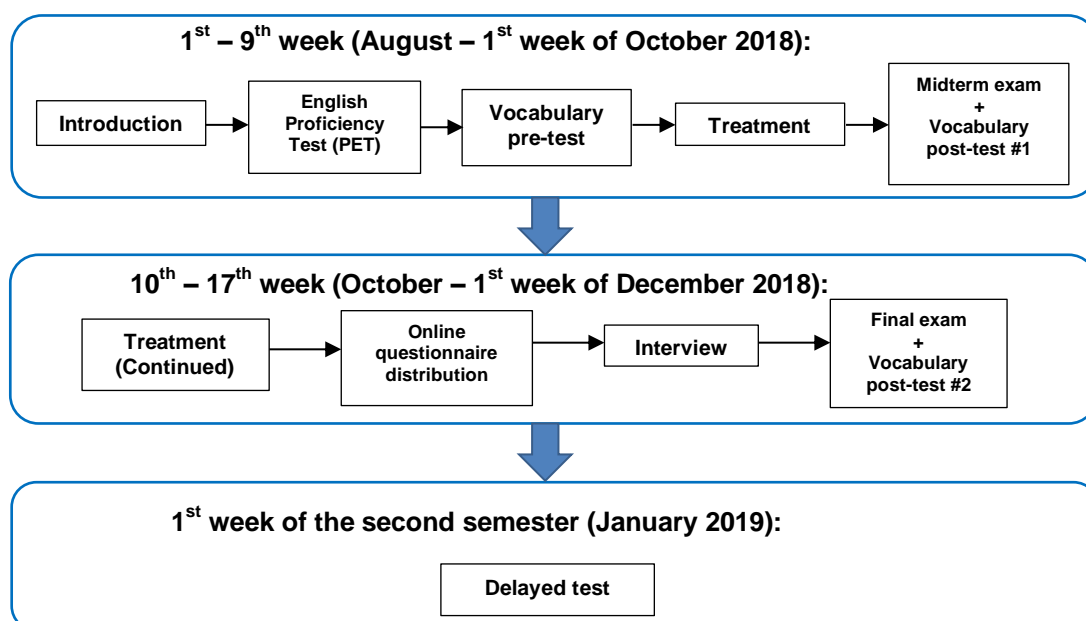 1st – 9th week (August – 1st week of October 2018):
Introduction
English
Proficiency
Test (PET)
Vocabulary
pre-test
Treatment
Midterm exam
+
Vocabulary
post-test #1
10th – 17th week (October – 1st week of December 2018):
Treatment
(Continued)
Online
questionnaire
distribution
Interview
Final exam
+
Vocabulary
post-test #2
1st week of the second semester (January 2019):
Delayed test